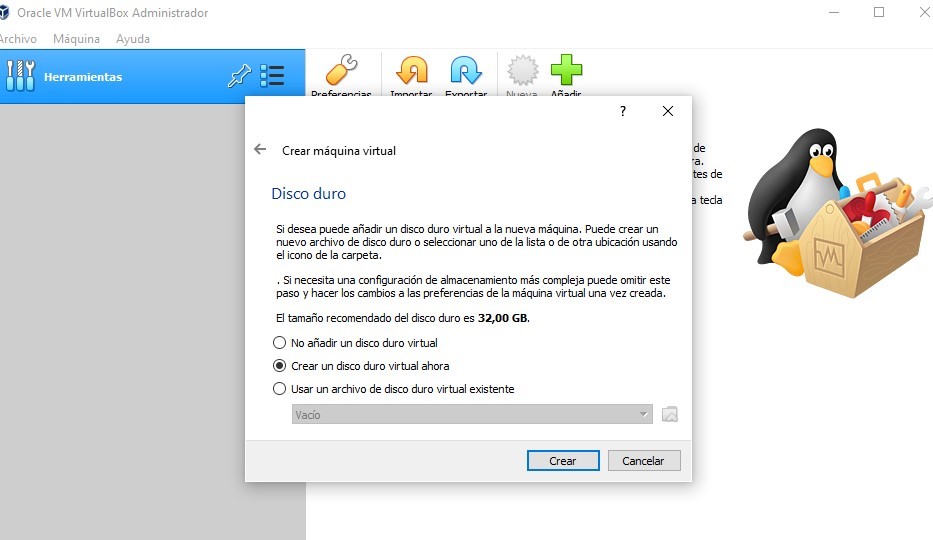 Oracle VM VirtualBox Administrador
Archivo Máquina Ayuda
Herramientas
Preferencias Importar Exportar Nueva Añadir
?
Crear máquina virtual
Disco duro
Si desea puede añadir un disco duro virtual a la nueva máquina. Puede crear un
nuevo archivo de disco duro o seleccionar uno de la lista o de otra ubicación usando
el icono de la carpeta.
. Si necesita una configuración de almacenamiento más compleja puede omitir este
paso y hacer los cambios a las preferencias de la máquina virtual una vez creada.
El tamaño recomendado del disco duro es 32,00 GB.
No añadir un disco duro virtual
Crear un disco duro virtual ahora
Usar un archivo de disco duro virtual existente
Vacío
Crear Cancelar
de
ra.
tes de
a tecla